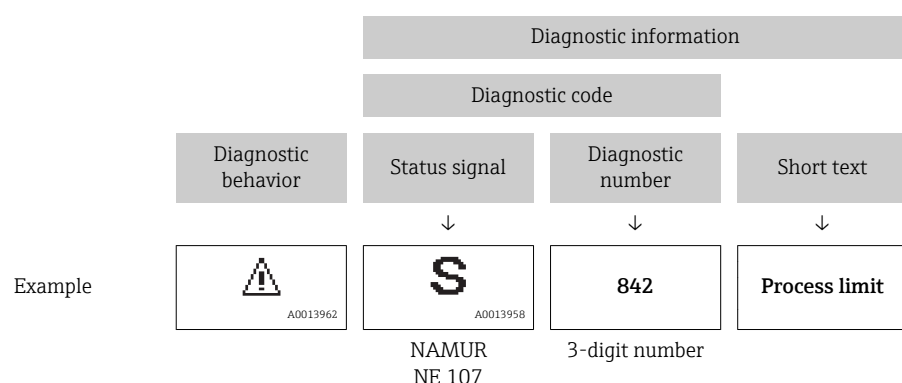 Diagnostic information
Diagnostic code
Diagnostic
behavior
Status signal
Diagnostic
number
Short text
↓ ↓ ↓
Example
A0013962
S
A0013958
842
Process limit
NAMUR
NE 107
3-digit number